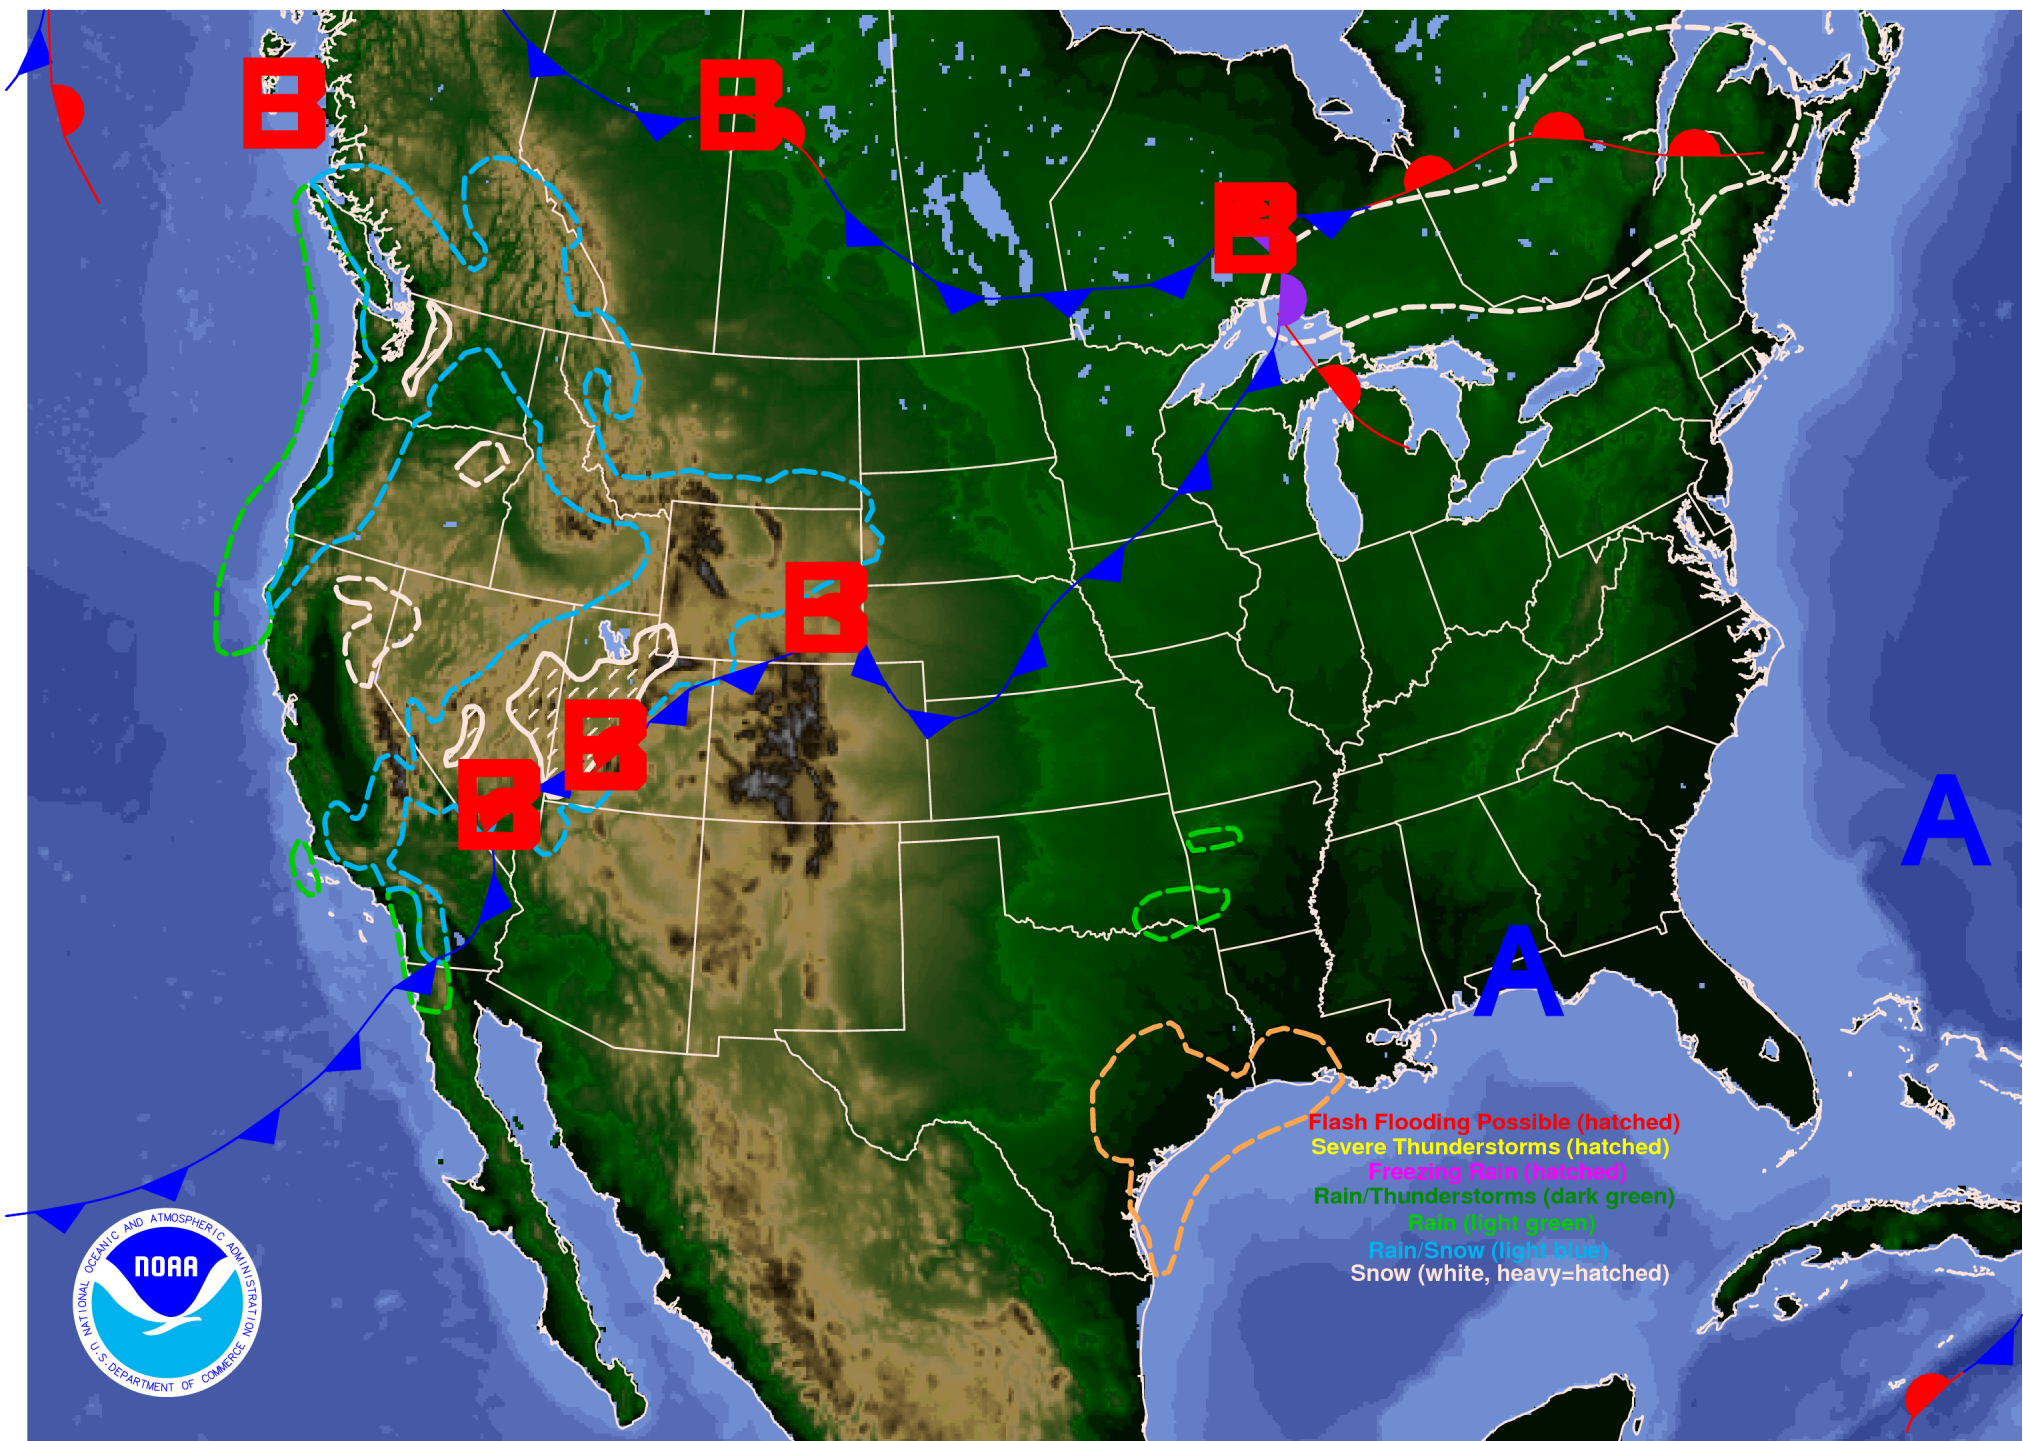 B
B
B
B
B
B
A
A
Flash Flooding Possible (hatched)
Severe Thunderstorms (hatched)
Freezing Rain (hatched)
Rain/Thunderstorms (dark green)
Rain (light green)
Rain/Snow (light blue)
Snow (white, heavy=hatched)
NATIONAL OCEANIC AND ATMOSPHERIC ADMINISTRATION
NOAA
U.S. DEPARTMENT OF COMMERCE